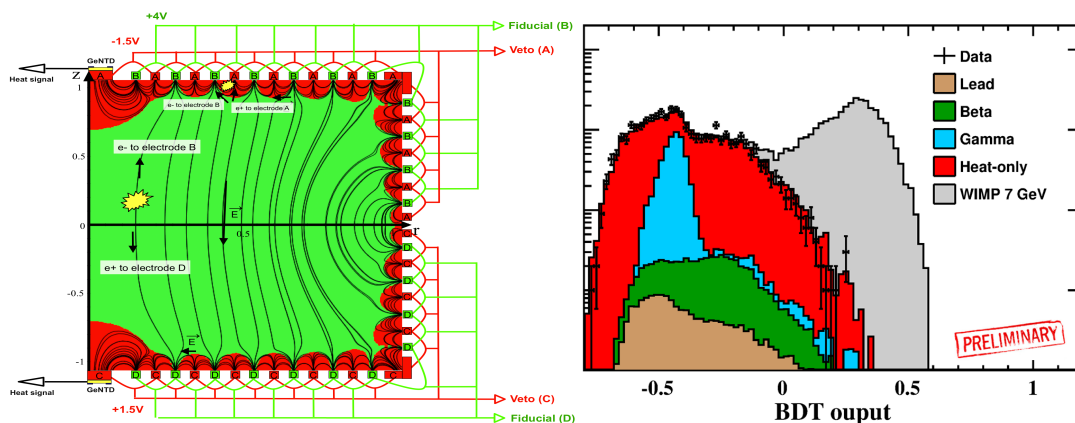 +4V
Fiducial (B)
-1.5V
Veto (A)
GeNTD
Heat signal
Z
A B A B A B A B A B A B A B A
1
e- to electrode B
e+ to electrode A
B
A
B
A
B
A
B
A
e- to electrode B
0.5
E
0
0.5
r
C
D
C
D
C
D
C
D
e+ to electrode D
-0.5
E
-1
C D C D C D C D C D C D C D C
GeNTD
Heat signal
+1.5V
Veto (C)
Fiducial (D)
Data
Lead
Beta
Gamma
Heat-only
WIMP 7 GeV
PRELIMINARY
-0.5 0 0.5 1
BDT ouput